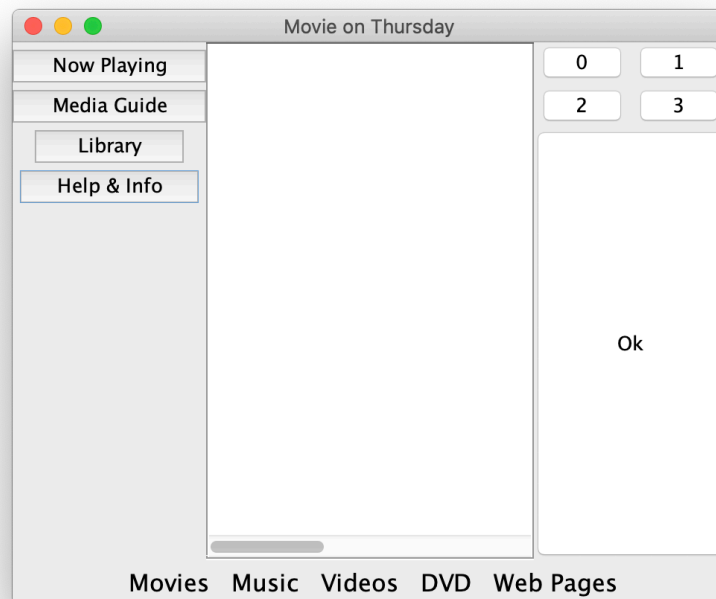 Movie on Thursday
Now Playing
Media Guide
Library
Help & Info
0 1
2 3
Ok
Movies Music Videos DVD Web Pages